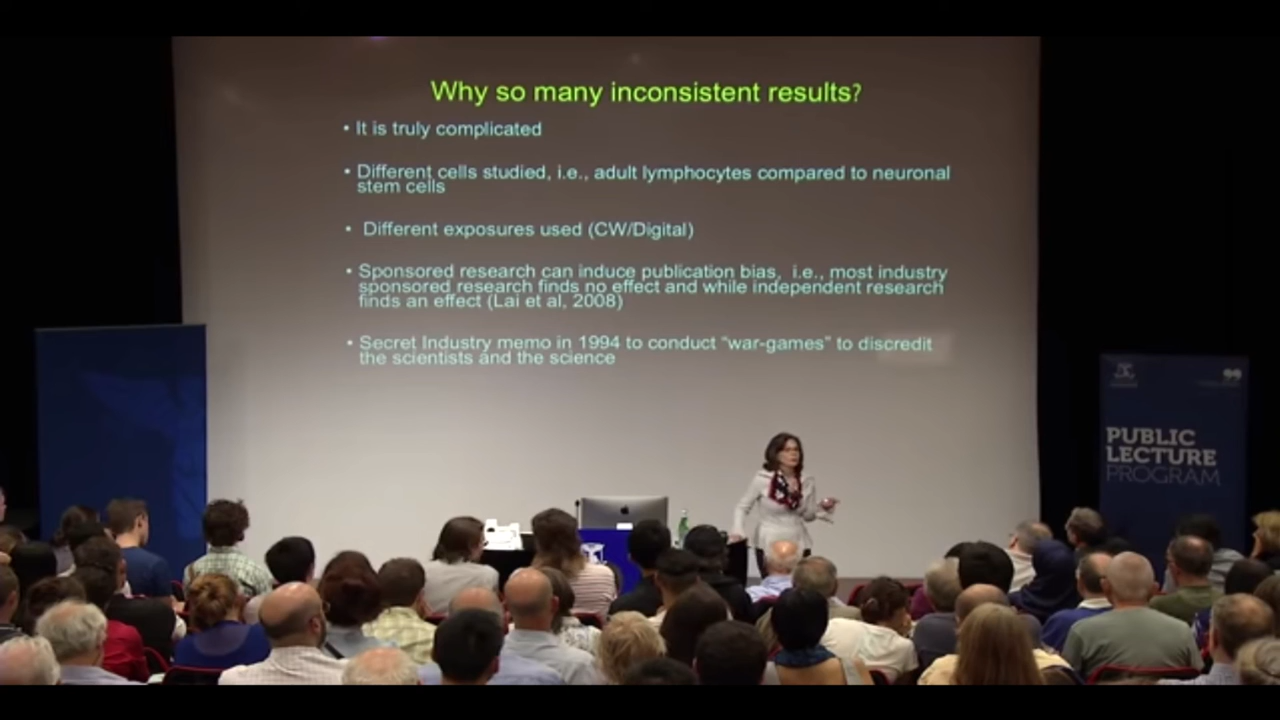 Why so many inconsistent results?
• It is truly complicated
• Different cells studied, i.e., adult lymphocytes compared to neuronal
stem cells
• Different exposures used (CW/Digital)
• Sponsored research can induce publication bias, i.e., most industry
sponsored research finds no effect and while independent research
finds an effect (Lai et al, 2008)
• Secret Industry memo in 1994 to conduct "war-games" to discredit
the scientists and the science
PUBLIC
LECTURE
PROGRAM